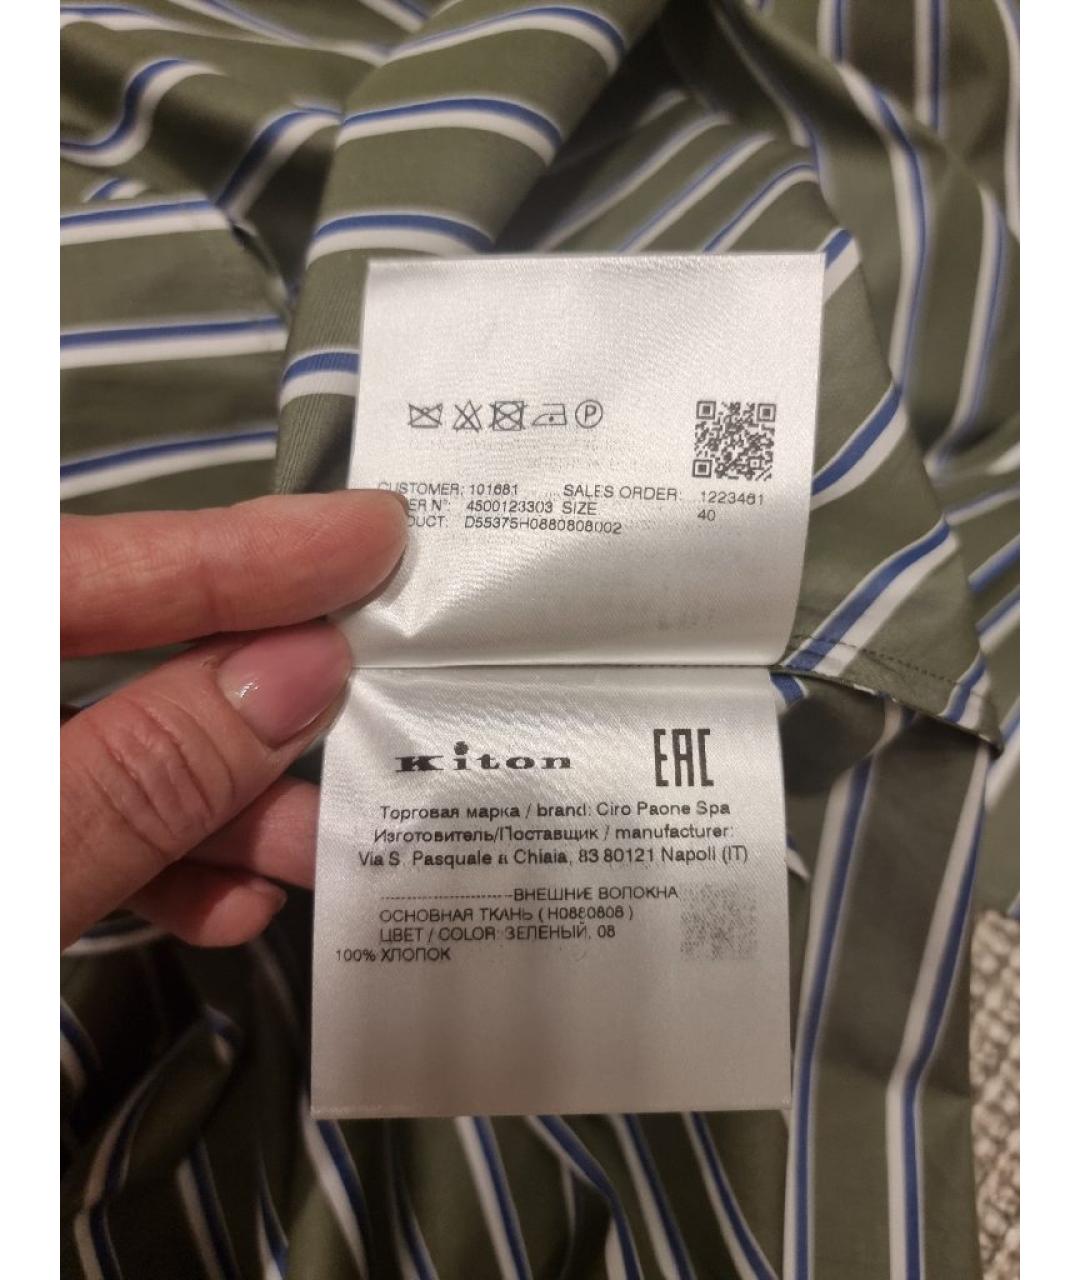 P
CUSTOMER: 101681 SALES ORDER: 1223461
ER N°: 4500123303 SIZE 40
DUCT: D55375H0880808002
Kiton EAC
Торговая марка / brand: Ciro Paone Spa
Изготовитель/Поставщик / manufacturer:
Via S. Pasquale a Chiaia, 83 80121 Napoli (IT)
-----------------------ВНЕШНИЕ ВОЛОКНА
ОСНОВНАЯ ТКАНЬ ( H0880808 )
ЦВЕТ / COLOR: ЗЕЛЕНЫЙ, 08
100% ХЛОПОК